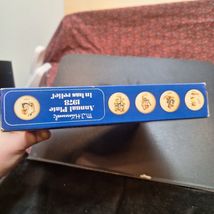 M.J. Hummel
Annual Plate
1978
In bas relief